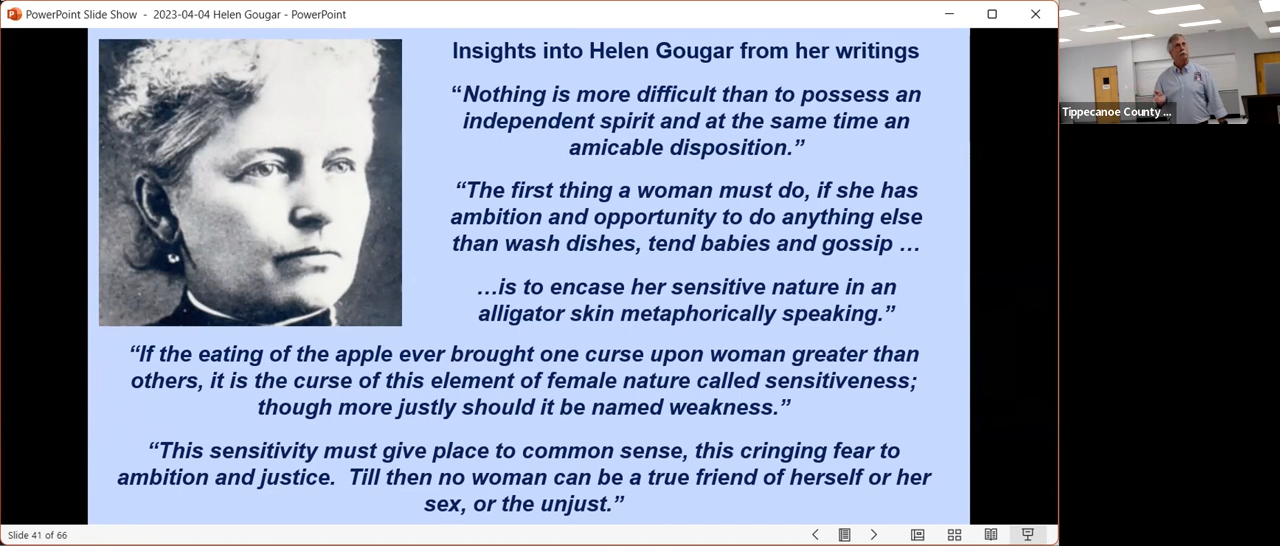 PowerPoint Slide Show - 2023-04-04 Helen Gougar - PowerPoint
Insights into Helen Gougar from her writings
“Nothing is more difficult than to possess an
independent spirit and at the same time an
amicable disposition.”
“The first thing a woman must do, if she has
ambition and opportunity to do anything else
than wash dishes, tend babies and gossip …
…is to encase her sensitive nature in an
alligator skin metaphorically speaking.”
“If the eating of the apple ever brought one curse upon woman greater than
others, it is the curse of this element of female nature called sensitiveness;
though more justly should it be named weakness.”
“This sensitivity must give place to common sense, this cringing fear to
ambition and justice.  Till then no woman can be a true friend of herself or her
sex, or the unjust.”
Slide 41 of 66
Tippecanoe County ...